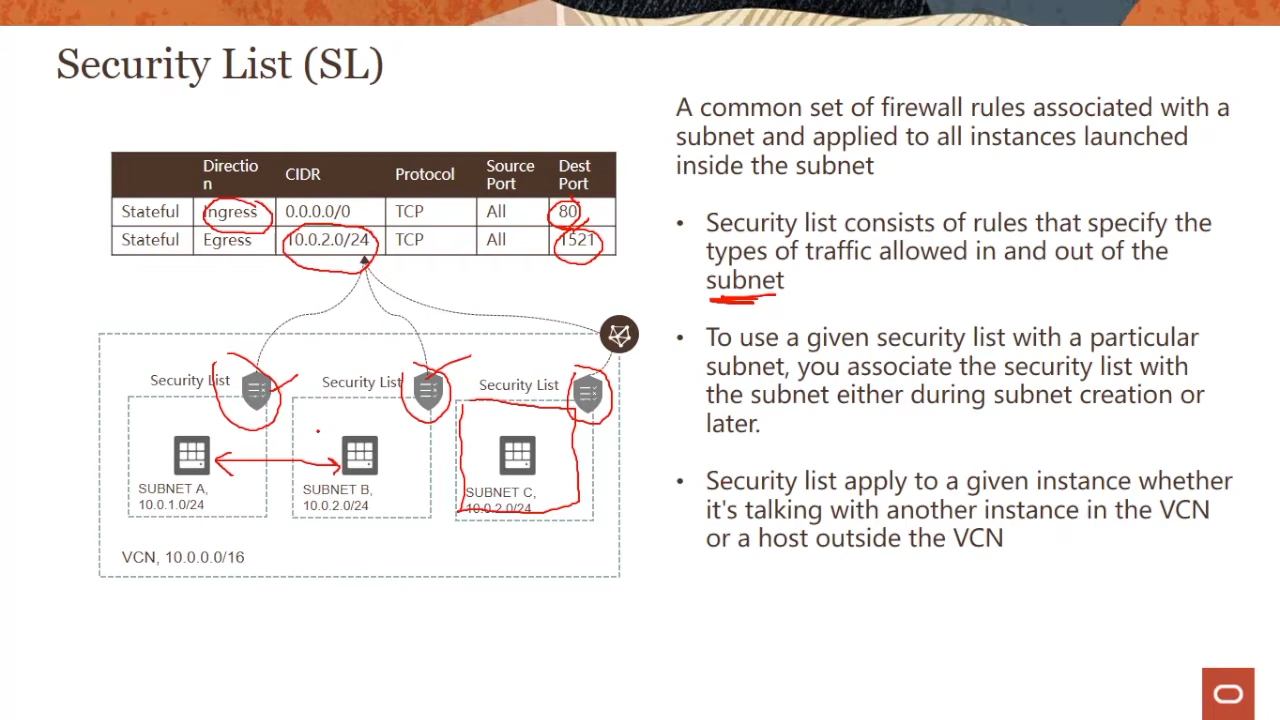 Security List (SL)
A common set of firewall rules associated with a
subnet and applied to all instances launched
inside the subnet
Directio
n
CIDR
Protocol
Source
Port
Dest
Port
Stateful Ingress 0.0.0.0/0 TCP All 80
Stateful Egress 10.0.2.0/24 TCP All 1521
• Security list consists of rules that specify the
types of traffic allowed in and out of the
subnet
• To use a given security list with a particular
subnet, you associate the security list with
the subnet either during subnet creation or
later.
• Security list apply to a given instance whether
it's talking with another instance in the VCN
or a host outside the VCN
Security List
Security List
Security List
SUBNET A,
10.0.1.0/24
SUBNET B,
10.0.2.0/24
SUBNET C,
10.0.2.0/24
VCN, 10.0.0.0/16